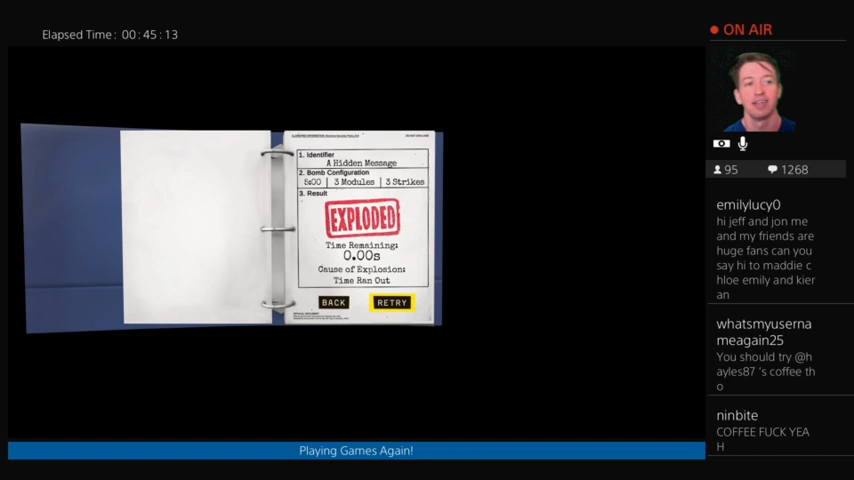 Elapsed Time: 00:45:13
ON AIR
95 1268
1. Identifier
A Hidden Message
2. Bomb Configuration
5:00 | 3 Modules | 3 Strikes
3. Result
EXPLODED
Time Remaining:
0.00s
Cause of Explosion:
Time Ran Out
BACK RETRY
emilylucy0
hi jeff and jon me
and my friends are
huge fans can you
say hi to maddie c
hloe emily and kier
an
whatsmyuserna
meagain25
You should try @h
ayles87 's coffee th
o
ninbite
COFFEE FUCK YEA
H
Playing Games Again!